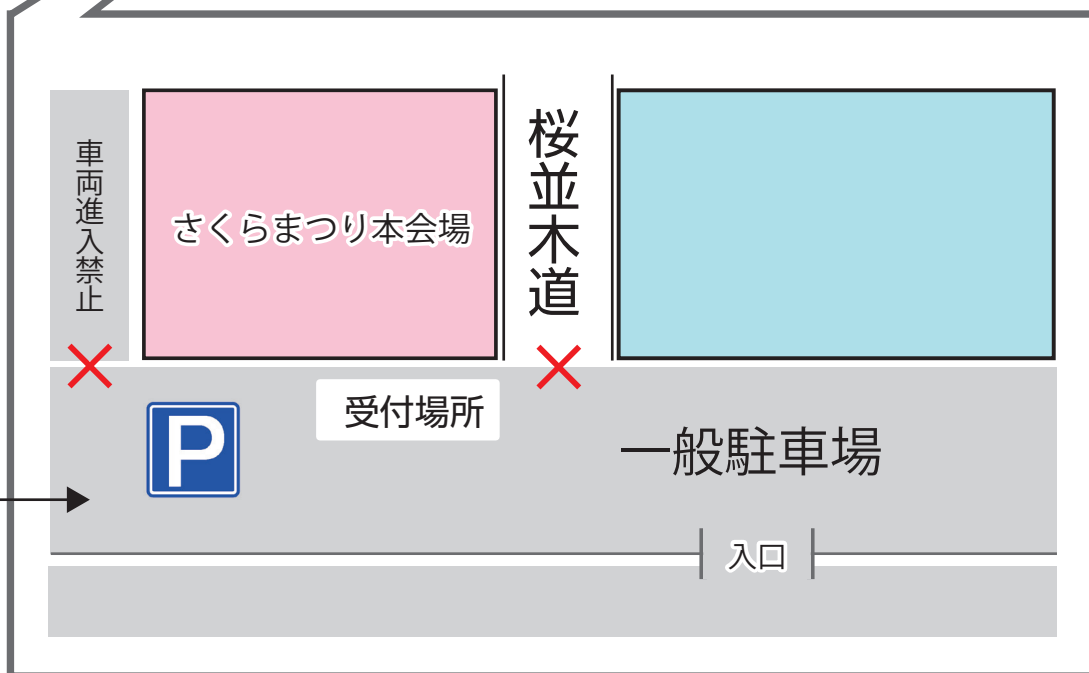 車両進入禁止
さくらまつり本会場
桜並木道
受付場所
P
一般駐車場
入口